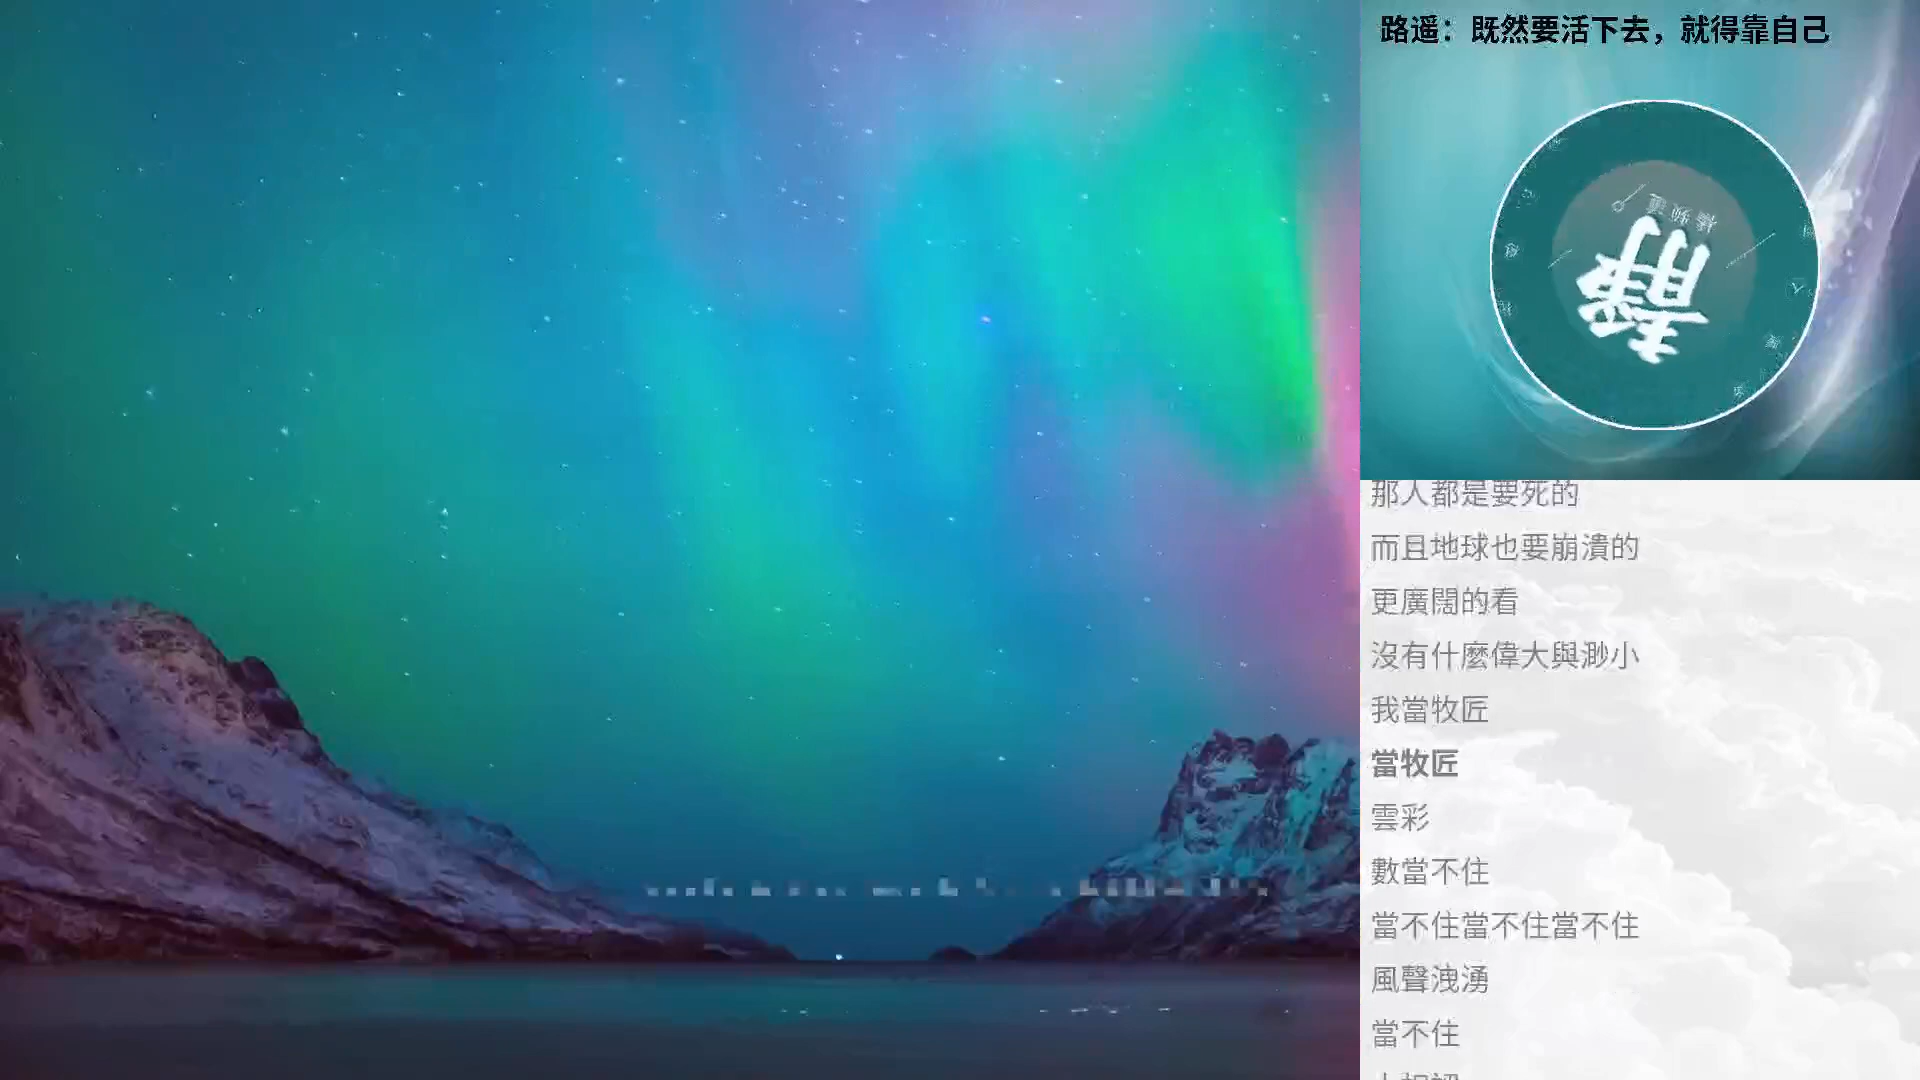 路遥：既然要活下去，就得靠自己
靜
那人都是要死的
而且地球也要崩潰的
更廣闊的看
沒有什麼偉大與渺小
我當牧匠
當牧匠
雲彩
數當不住
當不住當不住當不住
風聲洩湧
當不住